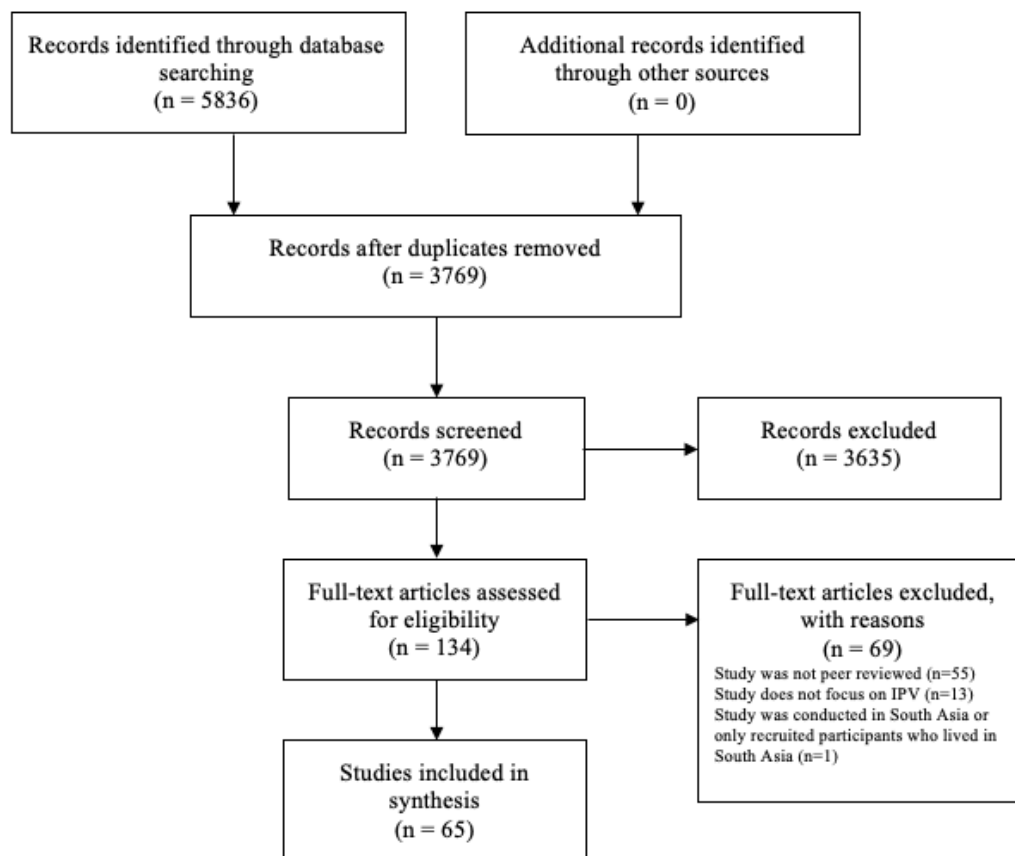 Records identified through database
searching
(n = 5836)
Additional records identified
through other sources
(n = 0)
Records after duplicates removed
(n = 3769)
Records screened
(n = 3769)
Records excluded
(n = 3635)
Full-text articles assessed
for eligibility
(n = 134)
Full-text articles excluded,
with reasons
(n = 69)
Study was not peer reviewed (n=55)
Study does not focus on IPV (n=13)
Study was conducted in South Asia or
only recruited participants who lived in
South Asia (n=1)
Studies included in
synthesis
(n = 65)